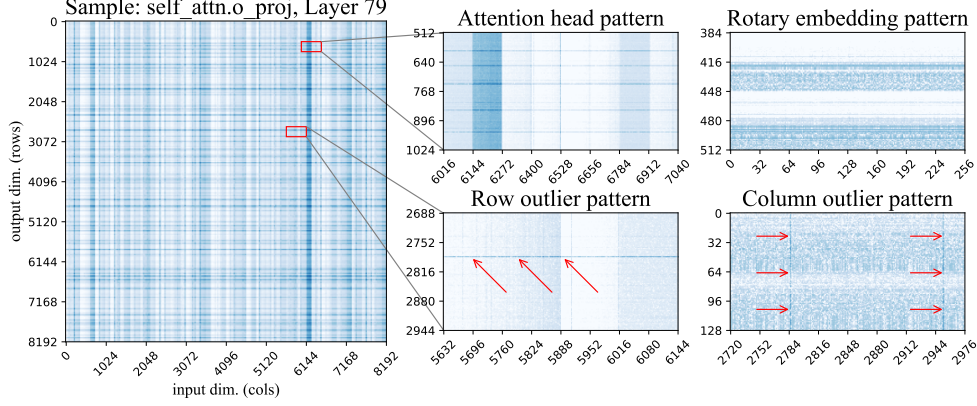 Sample: self_attn.o_proj, Layer 79
output dim. (rows)
0
1024
2048
3072
4096
5120
6144
7168
8192
0 1024 2048 3072 4096 5120 6144 7168 8192
input dim. (cols)
Attention head pattern
512
640
768
896
1024
6016 6144 6272 6400 6528 6656 6784 6912 7040
Rotary embedding pattern
384
416
448
480
512
0 32 64 96 128 160 192 224 256
Row outlier pattern
2688
2752
2816
2880
2944
5632 5696 5760 5824 5888 5952 6016 6080 6144
Column outlier pattern
0
32
64
96
128
2720 2752 2784 2816 2848 2880 2912 2944 2976